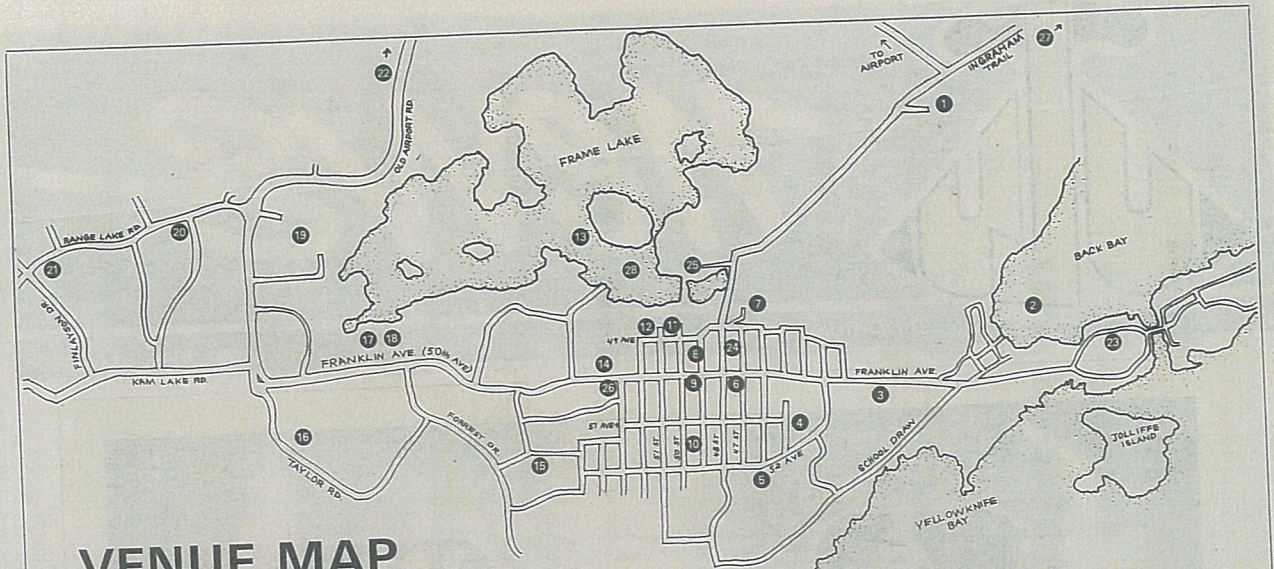 TO
AIRPORT
INGRAHAM
TRAIL
27
22
1
OLD AIRPORT RD.
FRAME LAKE
RANGE LAKE RD.
20
19
13
BACK BAY
21
28
25
2
FINLAYSON DR
7
17
18
12
11
49 AVE
24
23
8
FRANKLIN AVE. (50th AVE)
14
FRANKLIN AVE.
KAM LAKE RD.
26
9
6
3
16
FORREST DR.
51 AVE
4
51 ST
50 ST
48 ST
47 ST
10
SCHOOL DRAW
JOLLIFFE
ISLAND
TAYLOR RD.
15
52 AVE
5
YELLOWKNIFE
BAY
VENUE MAP